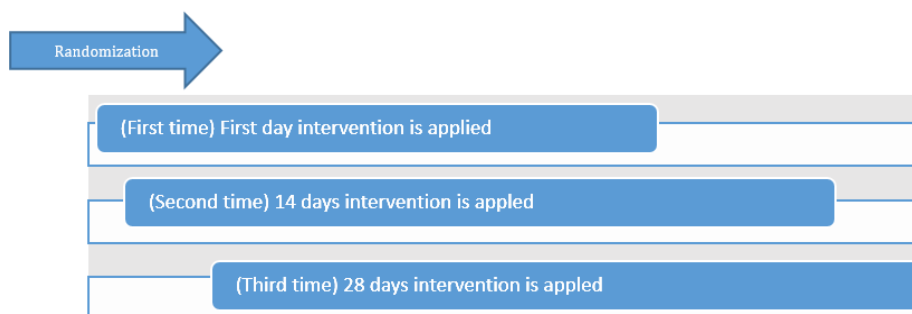 Randomization
(First time) First day intervention is applied
(Second time) 14 days intervention is appled
(Third time) 28 days intervention is appled